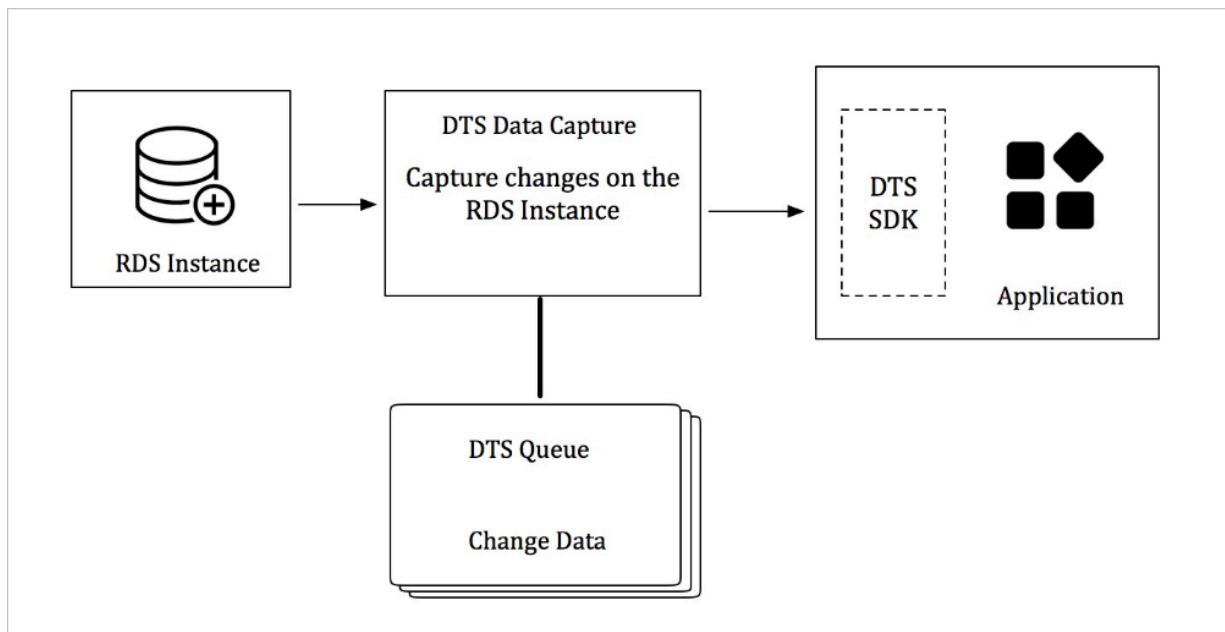 RDS Instance
DTS Data Capture
Capture changes on the
RDS Instance
DTS
SDK
Application
DTS Queue
Change Data